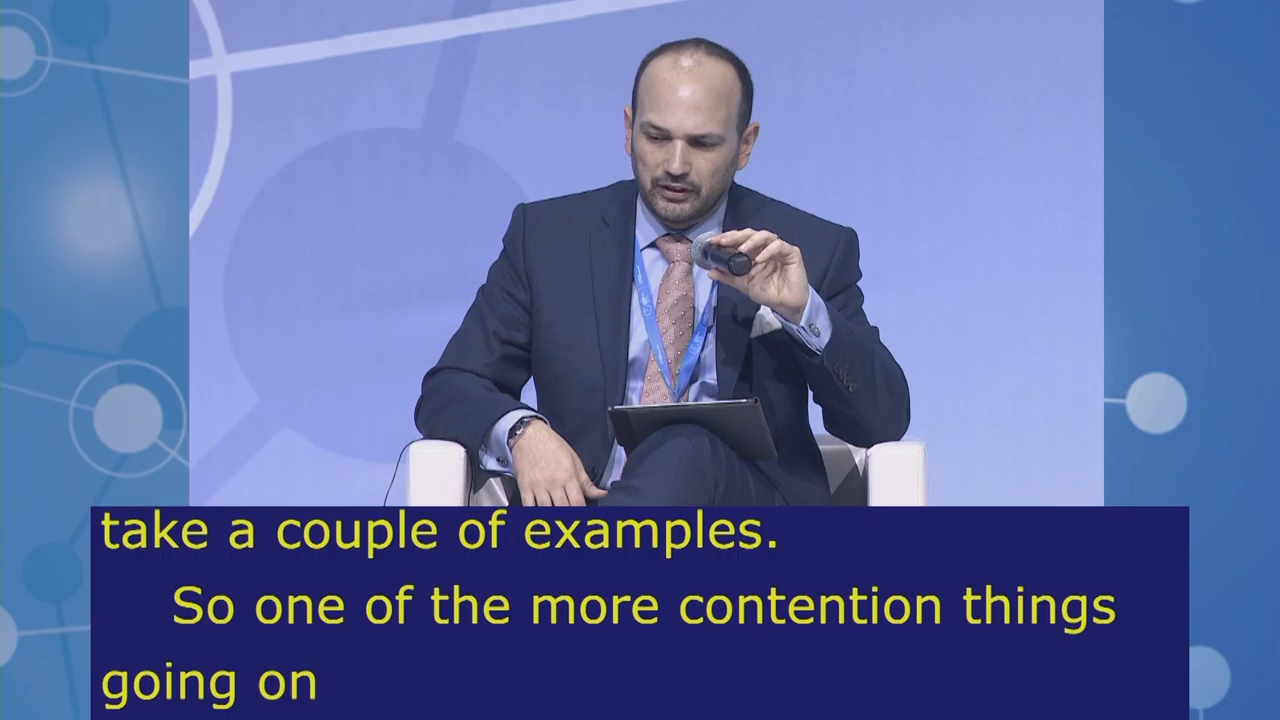 take a couple of examples.
So one of the more contention things
going on